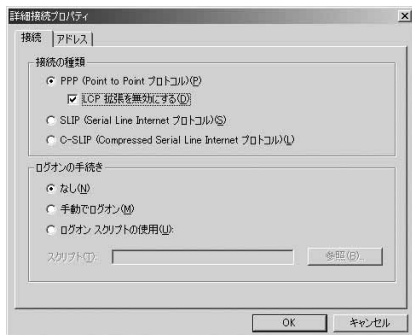 詳細接続プロパティ
接続 アドレス
接続の種類
PPP (Point to Point プロトコル)(P)
LCP 拡張を無効にする(D)
SLIP (Serial Line Internet プロトコル)(S)
C-SLIP (Compressed Serial Line Internet プロトコル)(L)
ログオンの手続き
なし(N)
手動でログオン(M)
ログオン スクリプトの使用(U):
スクリプト(T):
参照(B)...
OK キャンセル